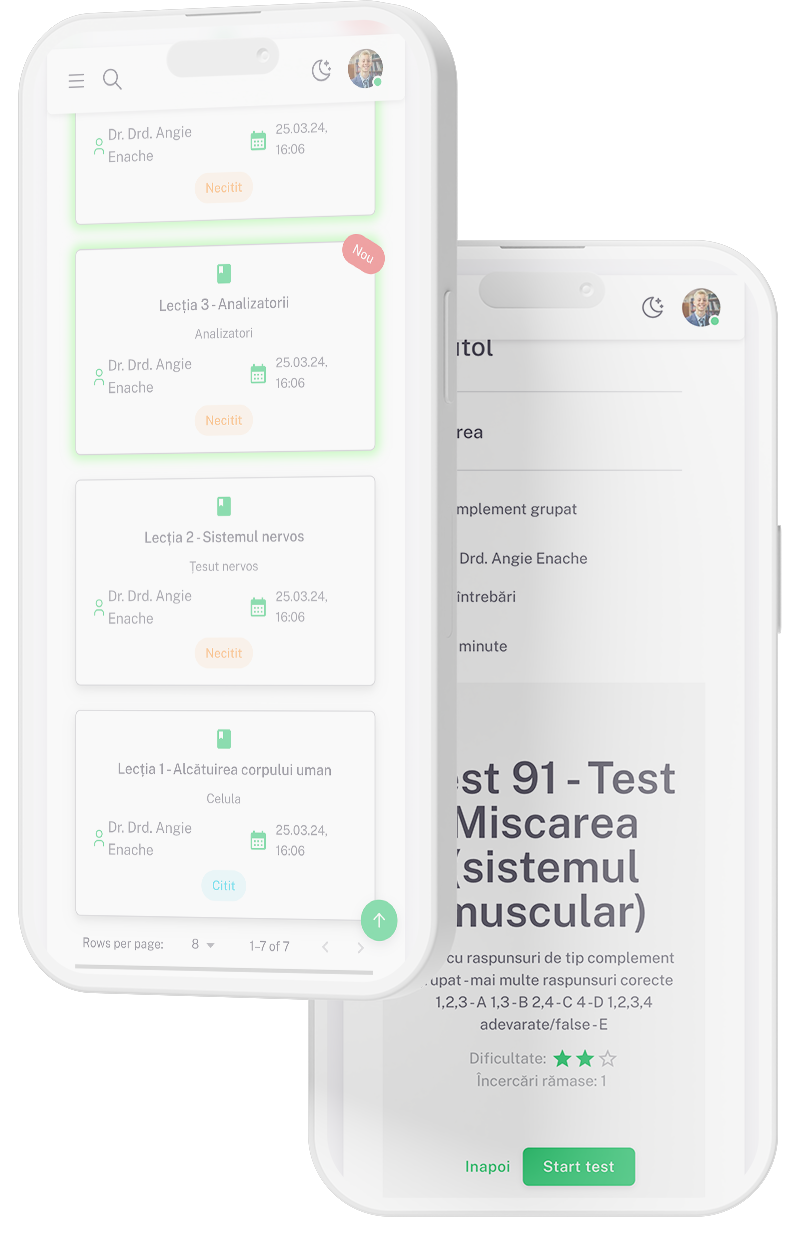 Dr. Drd. Angie
Enache
25.03.24,
16:06
Necitit
Nou
Lecția 3 - Analizatorii
Analizatori
Dr. Drd. Angie
Enache
25.03.24,
16:06
Necitit
Lecția 2 - Sistemul nervos
Țesut nervos
Dr. Drd. Angie
Enache
25.03.24,
16:06
Necitit
Lecția 1 - Alcătuirea corpului uman
Celula
Dr. Drd. Angie
Enache
25.03.24,
16:06
Citit
Rows per page:
8
1–7 of 7
itol
rea
mplement grupat
Drd. Angie Enache
întrebări
minute
est 91 - Test
Miscarea
(sistemul
muscular)
cu raspunsuri de tip complement
upat - mai multe raspunsuri corecte
1,2,3 - A 1,3 - B 2,4 - C 4 - D 1,2,3,4
adevarate/false - E
Dificultate:
Încercări rămase: 1
Inapoi
Start test